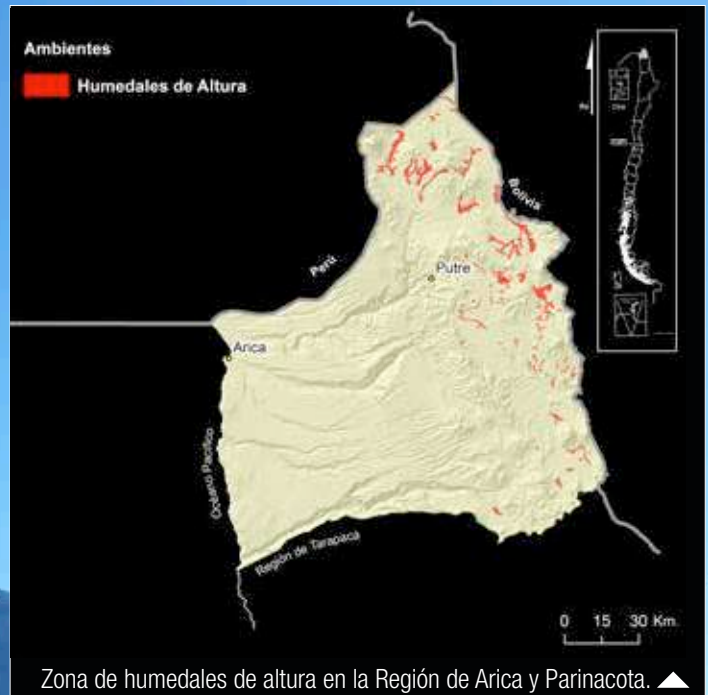 Ambientes
Humedales de Altura
Bolivia
Perú
Putre
Arica
Océano Pacífico
Región de Tarapacá
0 15 30 Km.
Zona de humedales de altura en la Región de Arica y Parinacota.